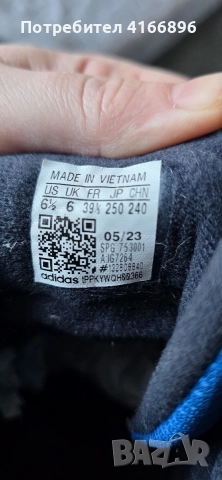 Потребител #4166896
MADE IN VIETNAM
US UK FR JP CHN
6½ 6 39⅓ 250 240
05/23
SPG 753001
A:IG7264
adidas
BAZAR